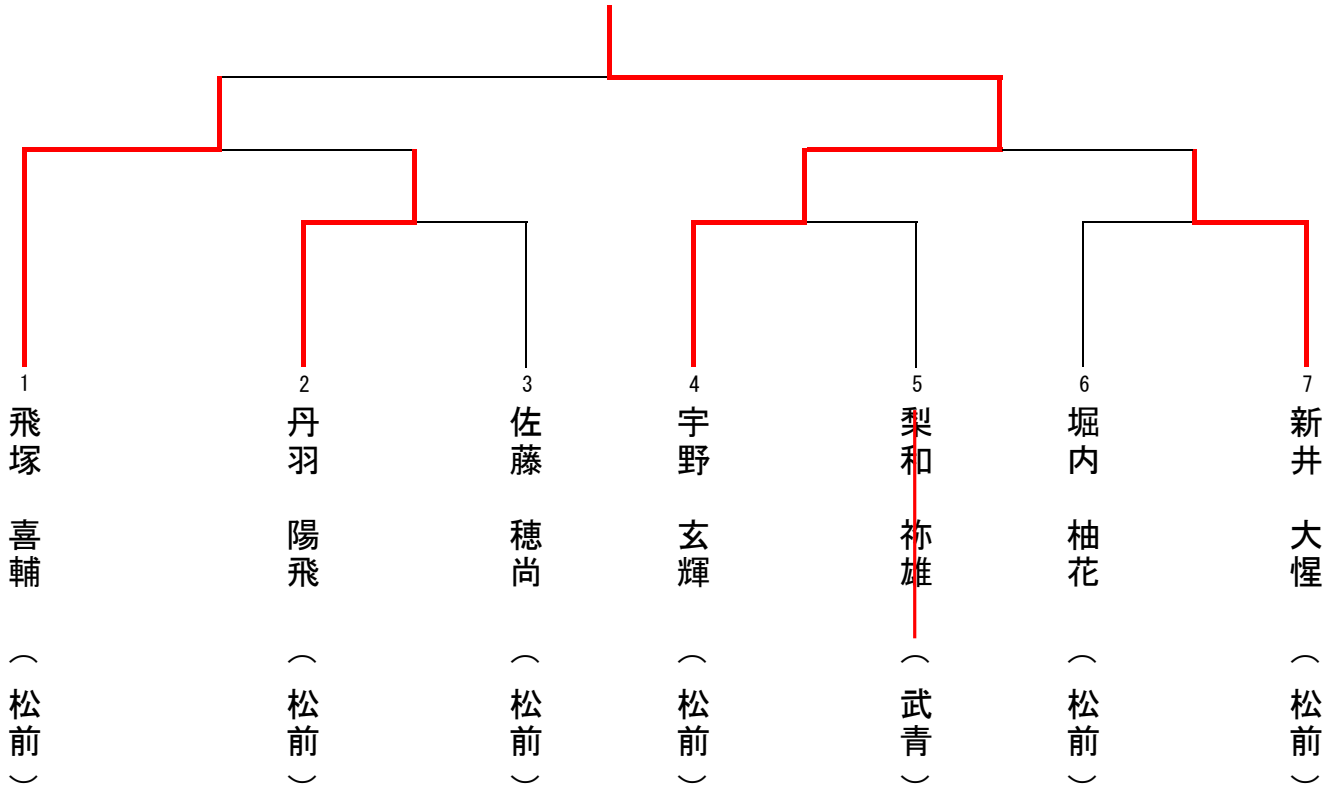 1
飛塚 喜輔 （松前）
2
丹羽 陽飛 （松前）
3
佐藤 穂尚 （松前）
4
宇野 玄輝 （松前）
5
梨和 祢雄 （武青）
6
堀内 柚花 （松前）
7
新井 大惺 （松前）